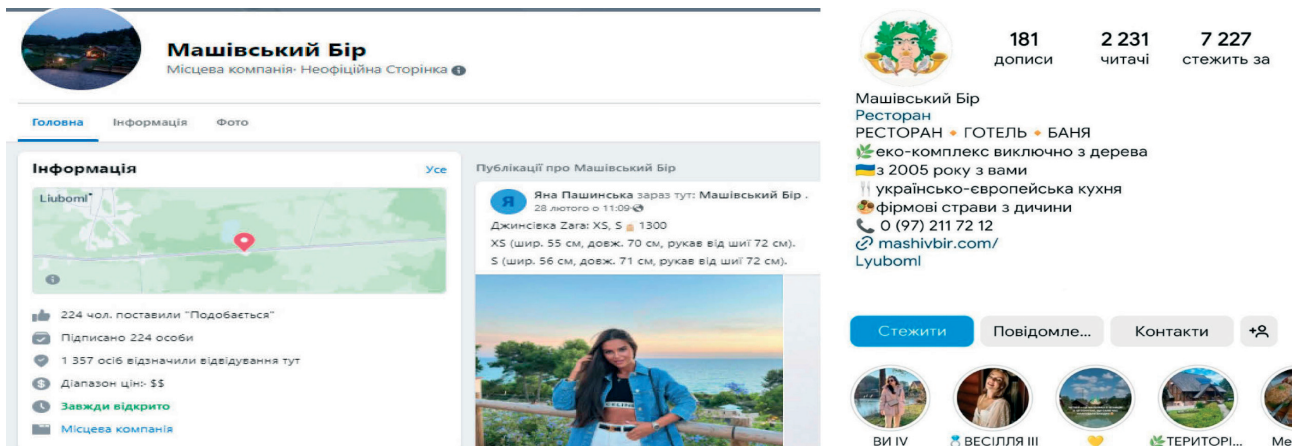 Машівський Бір
Місцева компанія· Неофіційна Сторінка
Головна Інформація Фото
Інформація
Усе
Liuboml
224 чол. поставили "Подобається"
Підписано 224 особи
1 357 осіб відзначили відвідування тут
Діапазон цін:· $$
Завжди відкрито
Місцева компанія
Публікації про Машівський Бір
Я
Яна Пашинська зараз тут: Машівський Бір .
28 лютого о 11:09
Джинсівка Zara: XS, S 1300
XS (шир. 55 см, довж. 70 см, рукав від шиї 72 см).
S (шир. 56 см, довж. 71 см, рукав від шиї 72 см).
181 2 231 7 227
дописи читачі стежить за
Машівський Бір
Ресторан
РЕСТОРАН 🔸 ГОТЕЛЬ 🔸 БАНЯ
🌿еко-комплекс виключно з дерева
🇺🇦з 2005 року з вами
🍴українсько-європейська кухня
🥙фірмові страви з дичини
📞 0 (97) 211 72 12
mashivbir.com/
Lyuboml
Стежити Повідомле... Контакти
ВИ IV 💍ВЕСІЛЛЯ III 💛 🌿ТЕРИТОРІ... Ме